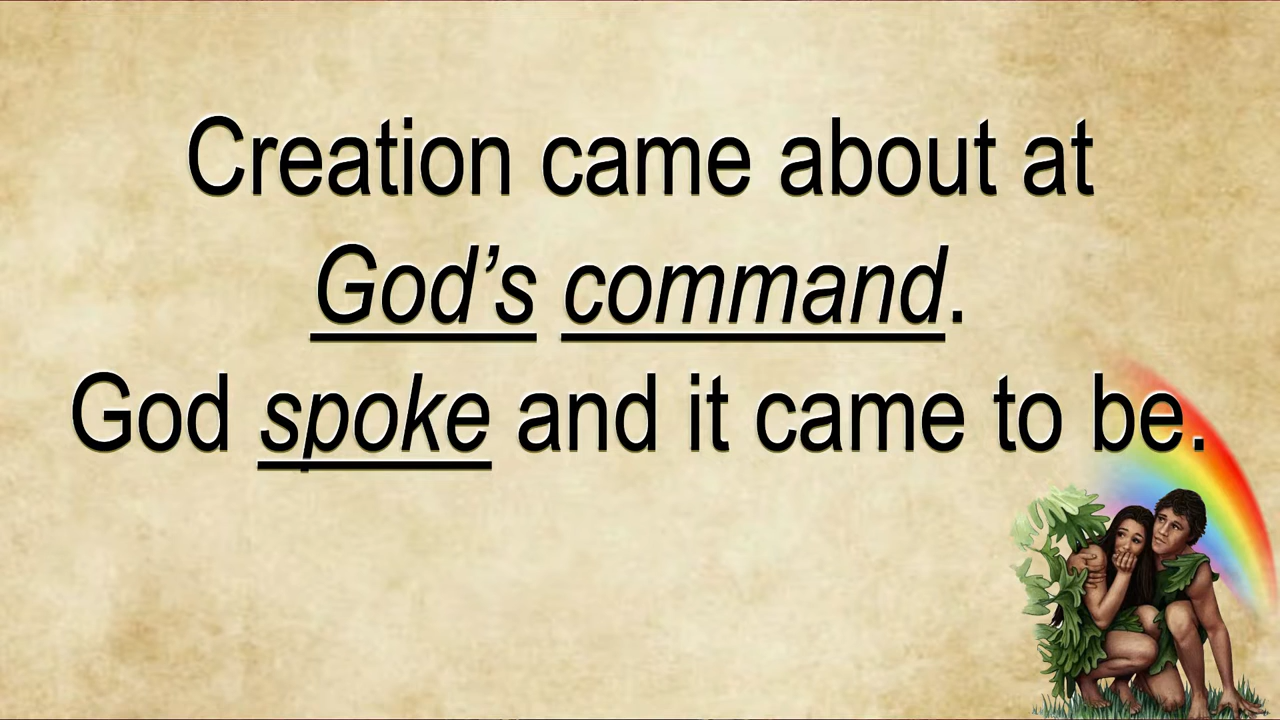 Creation came about at
God’s command.
God spoke and it came to be.